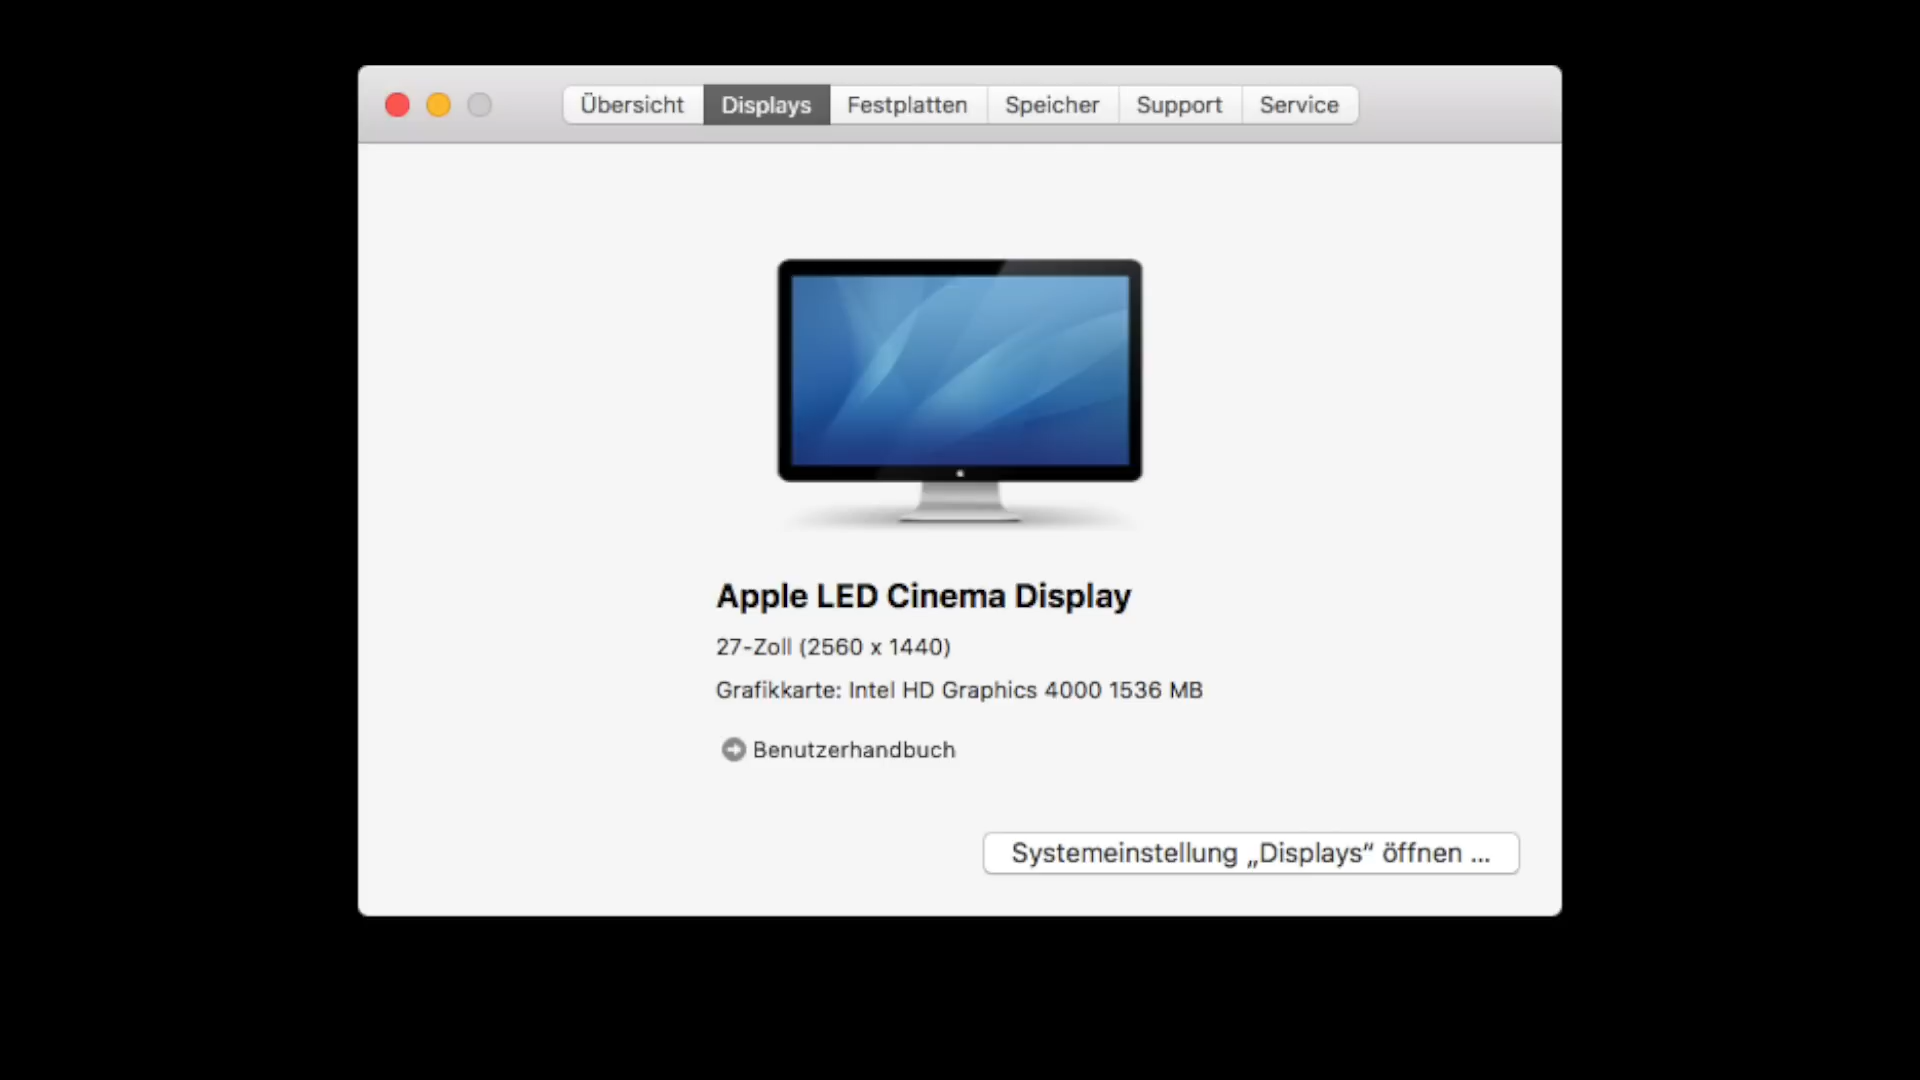 Übersicht Displays Festplatten Speicher Support Service
Apple LED Cinema Display
27-Zoll (2560 x 1440)
Grafikkarte: Intel HD Graphics 4000 1536 MB
Benutzerhandbuch
Systemeinstellung „Displays“ öffnen ...